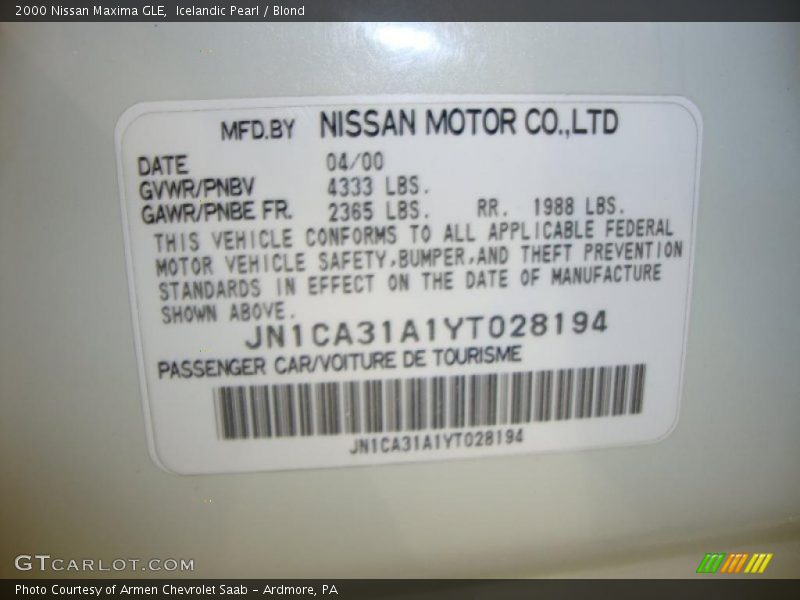 2000 Nissan Maxima GLE,  Icelandic Pearl / Blond
MFD.BY NISSAN MOTOR CO.,LTD
DATE 04/00
GVWR/PNBV 4333 LBS.
GAWR/PNBE FR. 2365 LBS. RR. 1988 LBS.
THIS VEHICLE CONFORMS TO ALL APPLICABLE FEDERAL
MOTOR VEHICLE SAFETY,BUMPER,AND THEFT PREVENTION
STANDARDS IN EFFECT ON THE DATE OF MANUFACTURE
SHOWN ABOVE.
JN1CA31A1YT028194
PASSENGER CAR/VOITURE DE TOURISME
JN1CA31A1YT028194
GTCARLOT.COM
Photo Courtesy of Armen Chevrolet Saab - Ardmore, PA